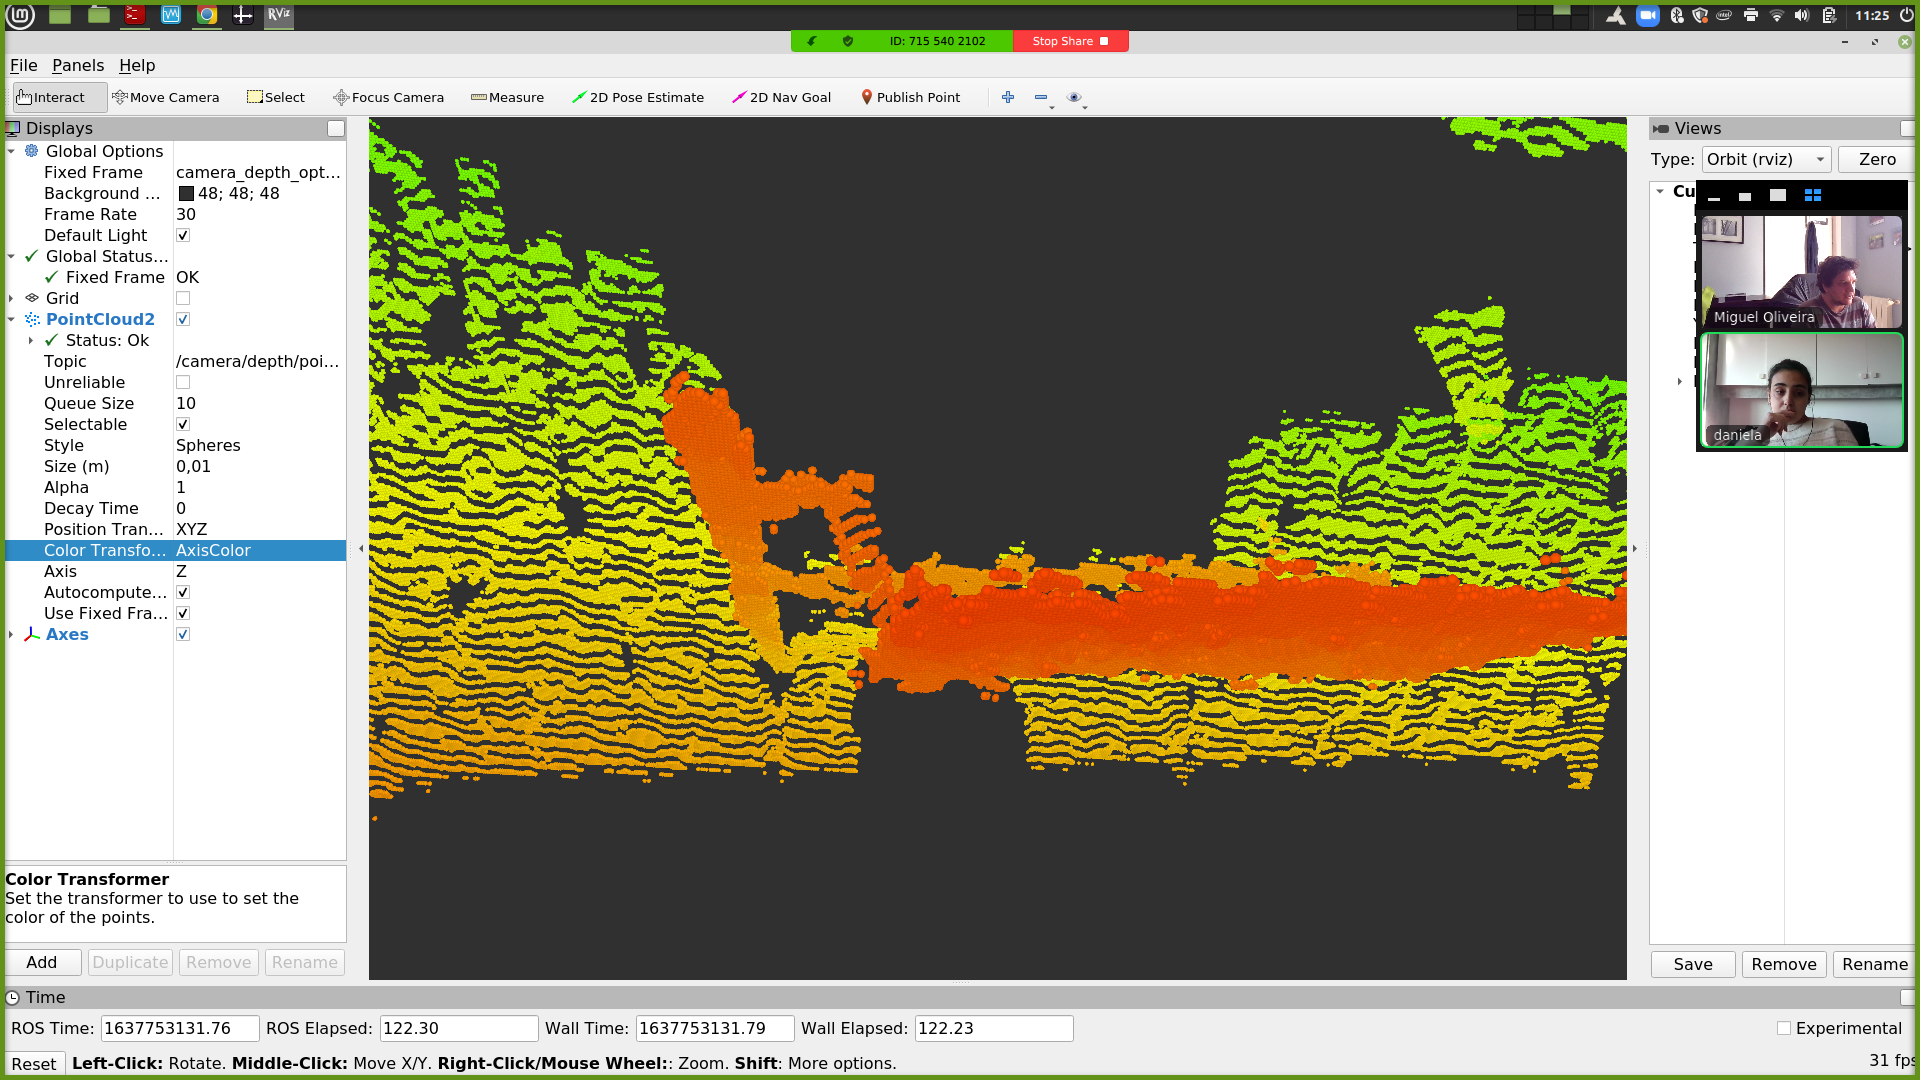 RViz
11:25
ID: 715 540 2102
Stop Share
File Panels Help
Interact
Move Camera
Select
Focus Camera
Measure
2D Pose Estimate
2D Nav Goal
Publish Point
Displays
Global Options
Fixed Frame camera_depth_opt...
Background ... 48; 48; 48
Frame Rate 30
Default Light
Global Status...
Fixed Frame OK
Grid
PointCloud2
Status: Ok
Topic /camera/depth/poi...
Unreliable
Queue Size 10
Selectable
Style Spheres
Size (m) 0,01
Alpha 1
Decay Time 0
Position Tran... XYZ
Color Transfo... AxisColor
Axis Z
Autocompute...
Use Fixed Fra...
Axes
Color Transformer
Set the transformer to use to set the
color of the points.
Add Duplicate Remove Rename
Views
Type: Orbit (rviz) Zero
Cu
Miguel Oliveira
daniela
Save Remove Rename
Time
ROS Time: 1637753131.76 ROS Elapsed: 122.30 Wall Time: 1637753131.79 Wall Elapsed: 122.23
Experimental
Reset Left-Click: Rotate. Middle-Click: Move X/Y. Right-Click/Mouse Wheel:: Zoom. Shift: More options.
31 fps